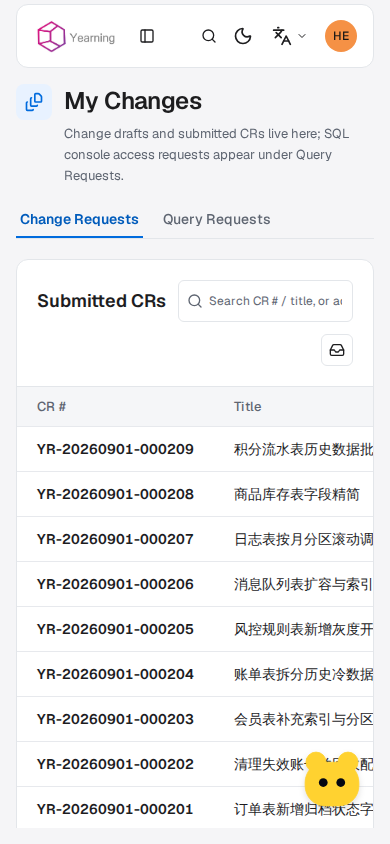 Yearning
HE
My Changes
Change drafts and submitted CRs live here; SQL
console access requests appear under Query
Requests.
Change Requests Query Requests
Submitted CRs
Search CR # / title, or
CR # Title
YR-20260901-000209 积分流水表历史数据批
YR-20260901-000208 商品库存表字段精简
YR-20260901-000207 日志表按月分区滚动调
YR-20260901-000206 消息队列表扩容与索引
YR-20260901-000205 风控规则表新增灰度开
YR-20260901-000204 账单表拆分历史冷数据
YR-20260901-000203 会员表补充索引与分区
YR-20260901-000202 清理失效账 配
YR-20260901-000201 订单表新增归档状态字